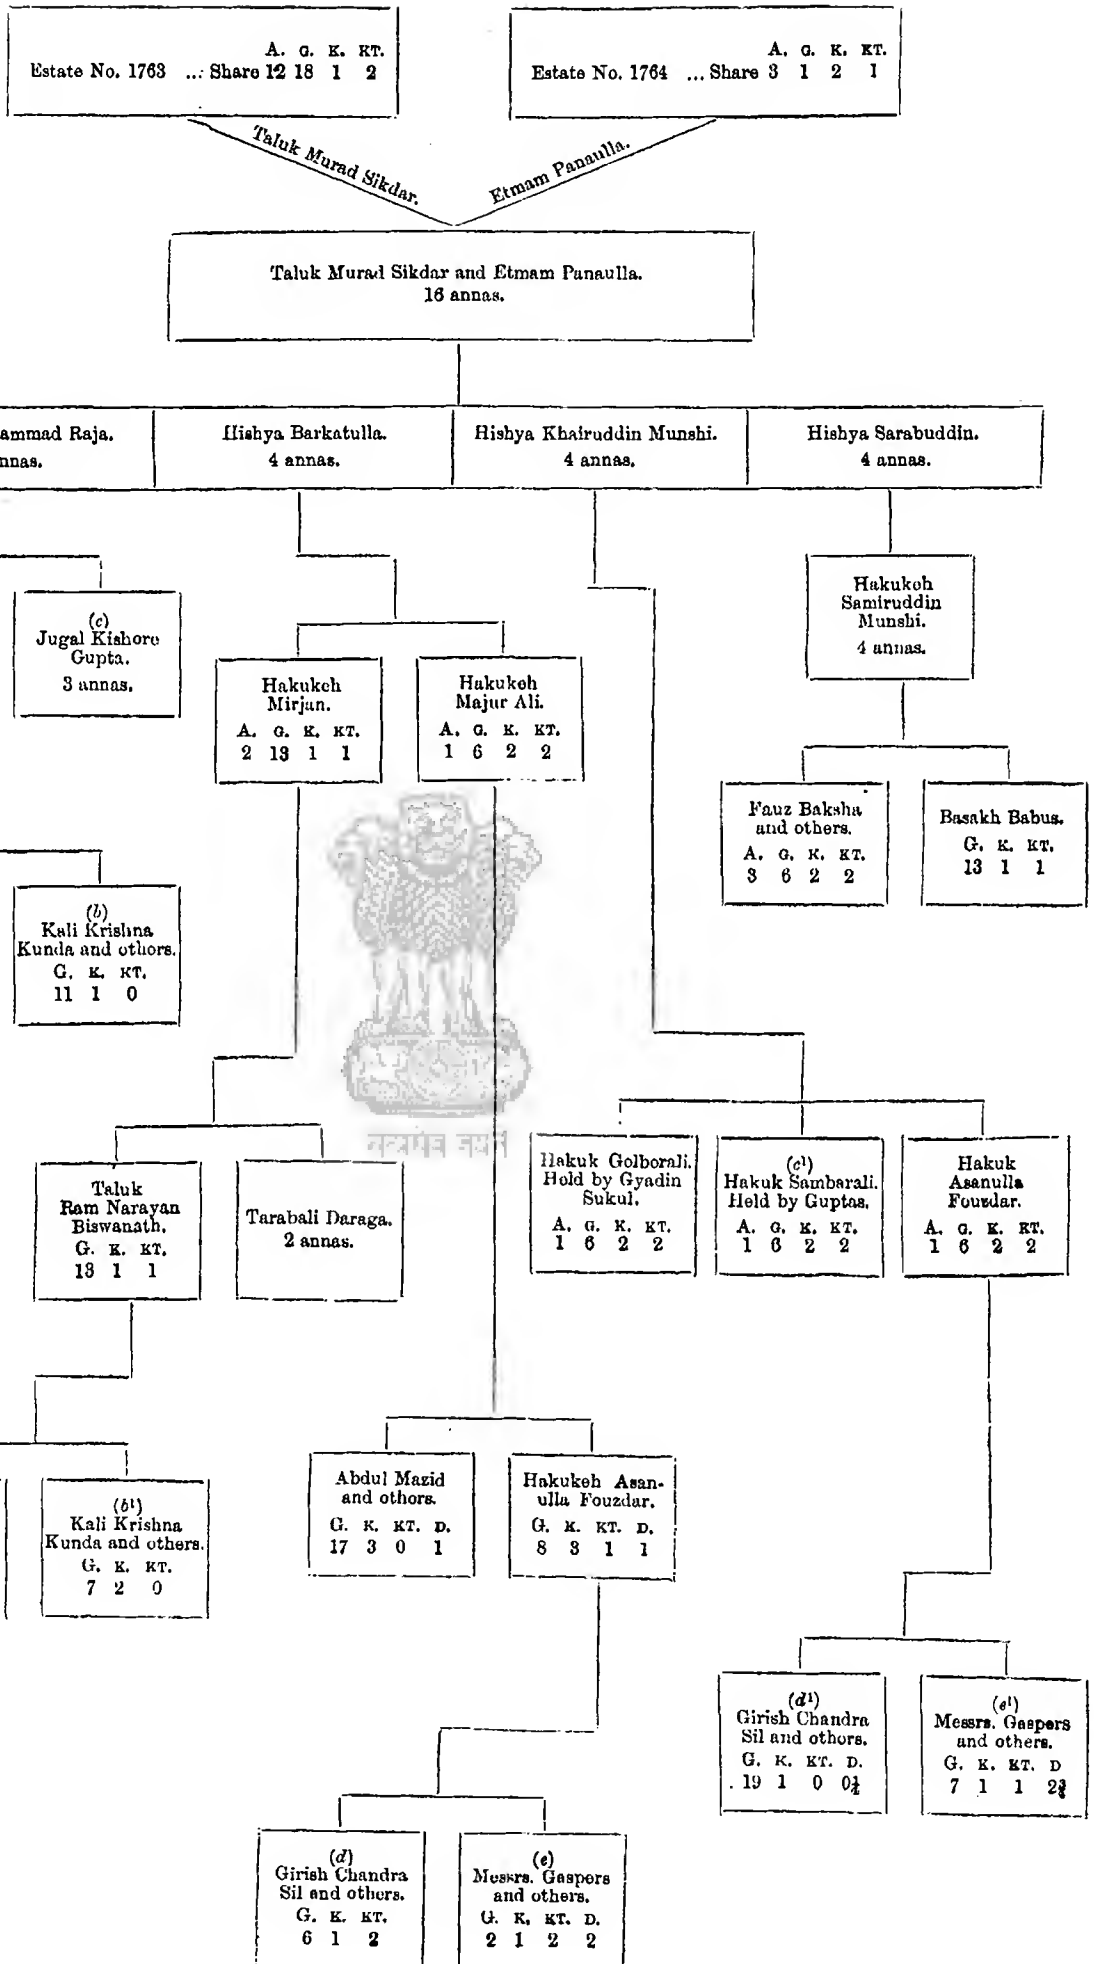 A. G. K. KT.
Estate No. 1763 ... Share 12 18 1 2
A. G. K. KT.
Estate No. 1764 ... Share 3 1 2 1
Taluk Murad Sikdar.
Etmam Panaulla.
Taluk Murad Sikdar and Etmam Panaulla.
16 annas.
ammad Raja.
nnas.
Hishya Barkatulla.
4 annas.
Hishya Khairuddin Munshi.
4 annas.
Hishya Sarabuddin.
4 annas.
(c)
Jugal Kishore
Gupta.
3 annas.
Hakukeh
Mirjan.
A. G. K. KT.
2 13 1 1
Hakukeh
Majur Ali.
A. G. K. KT.
1 6 2 2
Hakukeh
Samiruddin
Munshi.
4 annas.
Fauz Baksha
and others.
A. G. K. KT.
3 6 2 2
Basakh Babus.
G. K. KT.
13 1 1
(b)
Kali Krishna
Kunda and others.
G. K. KT.
11 1 0
सत्यमेव जयते
Taluk
Ram Narayan
Biswanath.
G. K. KT.
13 1 1
Tarabali Daraga.
2 annas.
Hakuk Golborali.
Held by Gyadin
Sukul.
A. G. K. KT.
1 6 2 2
(c¹)
Hakuk Sambarali.
Held by Guptas.
A. G. K. KT.
1 6 2 2
Hakuk
Asanulla
Fouzdar.
A. G. K. KT.
1 6 2 2
(b¹)
Kali Krishna
Kunda and others.
G. K. KT.
7 2 0
Abdul Mazid
and others.
G. K. KT. D.
17 3 0 1
Hakukeh Asan-
ulla Fouzdar.
G. K. KT. D.
8 3 1 1
(d¹)
Girish Chandra
Sil and others.
G. K. KT. D.
19 1 0 0¼
(e¹)
Messrs. Gaspers
and others.
G. K. KT. D
7 1 1 2¾
(d)
Girish Chandra
Sil and others.
G. K. KT.
6 1 2
(e)
Messrs. Gaspers
and others.
G. K. KT. D.
2 1 2 2